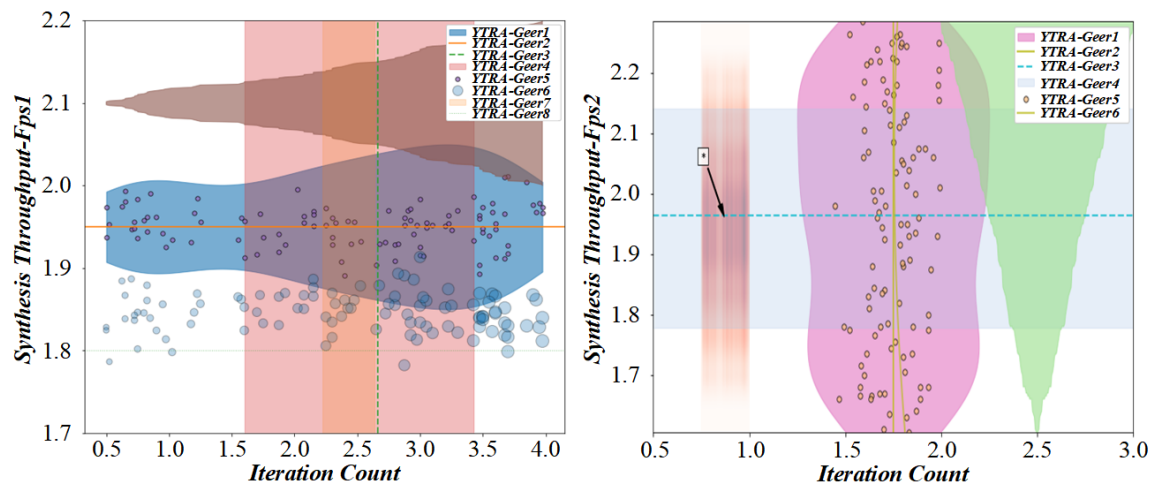 Synthesis Throughput-Fps1
2.2
2.1
2.0
1.9
1.8
1.7
0.5 1.0 1.5 2.0 2.5 3.0 3.5 4.0
Iteration Count
YTRA-Geer1
YTRA-Geer2
YTRA-Geer3
YTRA-Geer4
YTRA-Geer5
YTRA-Geer6
YTRA-Geer7
YTRA-Geer8
Synthesis Throughput-Fps2
2.2
2.1
2.0
1.9
1.8
1.7
0.5 1.0 1.5 2.0 2.5 3.0
Iteration Count
YTRA-Geer1
YTRA-Geer2
YTRA-Geer3
YTRA-Geer4
YTRA-Geer5
YTRA-Geer6
*